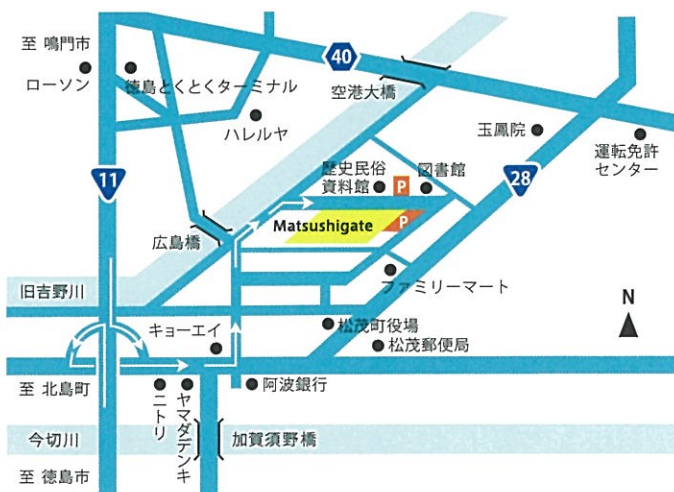 至 鳴門市
ローソン
徳島とくとくターミナル
ハレルヤ
40
空港大橋
玉鳳院
運転免許
センター
11
28
歴史民俗
資料館
P
図書館
Matsushigate
P
広島橋
ファミリーマート
旧吉野川
N
キョーエイ
松茂町役場
松茂郵便局
至 北島町
ニトリ
ヤマダデンキ
阿波銀行
今切川
加賀須野橋
至 徳島市